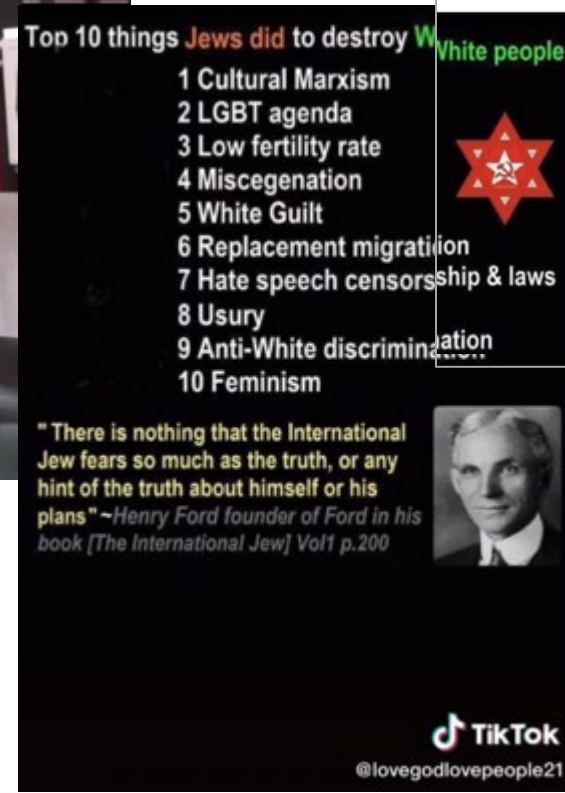 Top 10 things Jews did to destroy White people
1 Cultural Marxism
2 LGBT agenda
3 Low fertility rate
4 Miscegenation
5 White Guilt
6 Replacement migration
7 Hate speech censorship & laws
8 Usury
9 Anti-White discrimination
10 Feminism
"There is nothing that the International
Jew fears so much as the truth, or any
hint of the truth about himself or his
plans"~Henry Ford founder of Ford in his
book [The International Jew] Vol1 p.200
TikTok
@lovegodlovepeople21